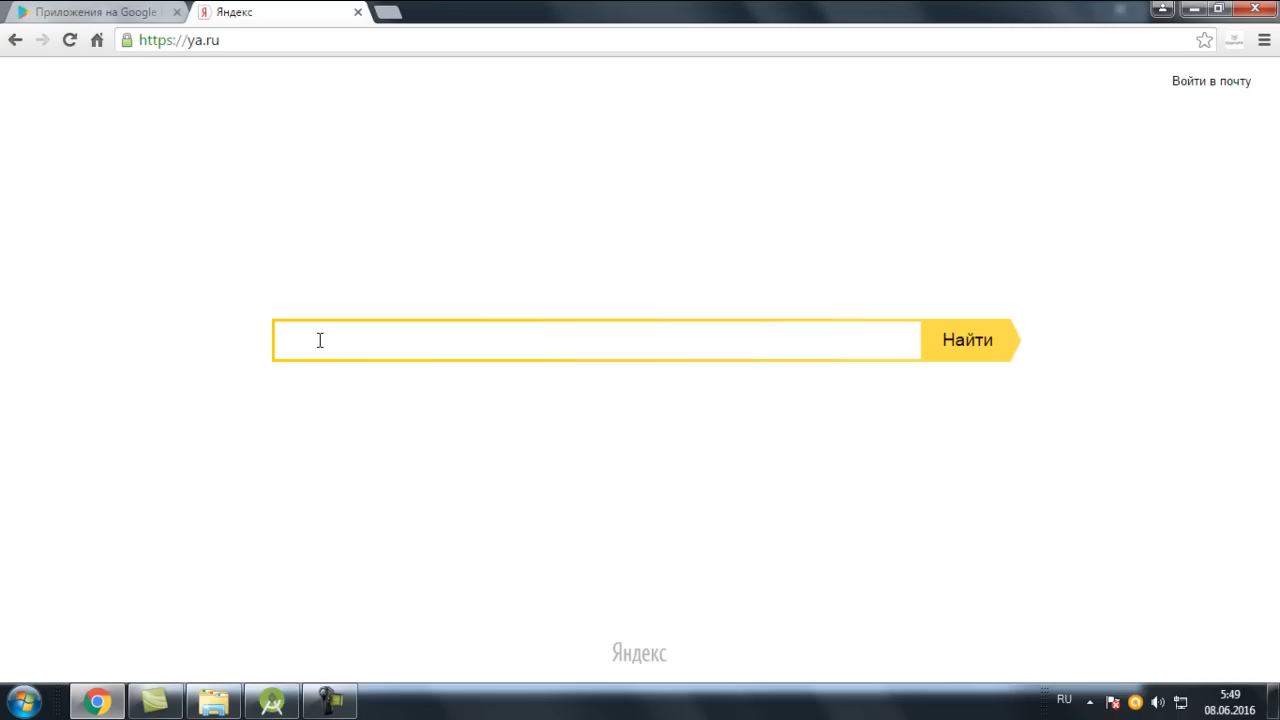 Приложения на Google
Яндекс
https://ya.ru
Войти в почту
Найти
Яндекс
RU
5:49
08.06.2016